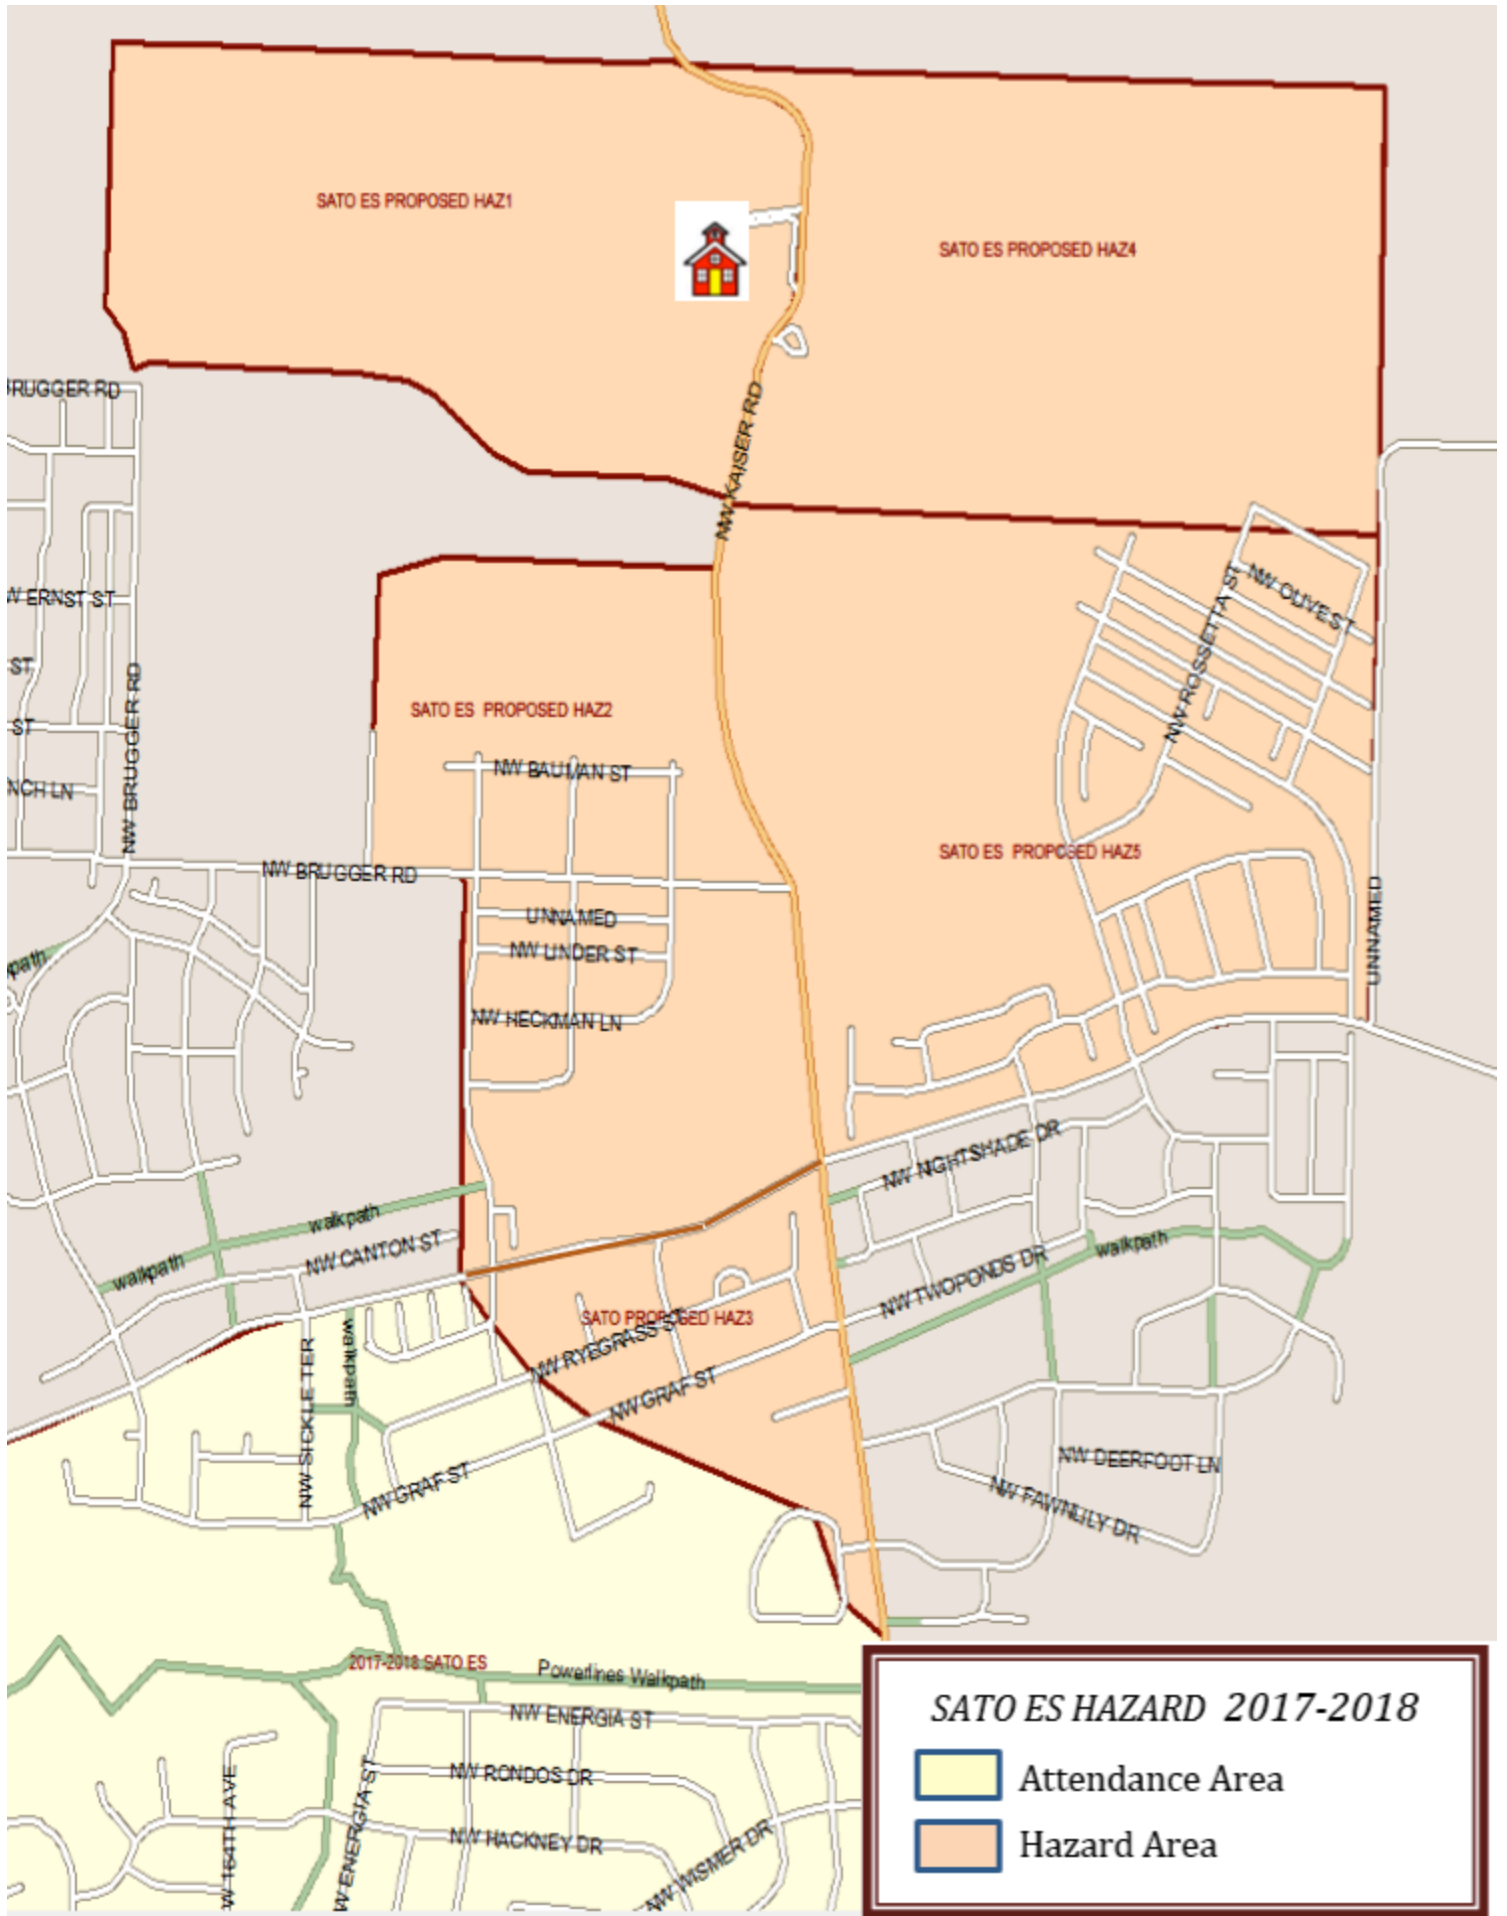 SATO ES PROPOSED HAZ1
SATO ES PROPOSED HAZ4
NW KAISER RD
RUGGER RD
NW OLIVE ST
NW ROSSETTA ST
W ERNST ST
ST
ST
NCH LN
NW BRUGGER RD
SATO ES PROPOSED HAZ2
NW BAUMAN ST
SATO ES PROPOSED HAZ5
NW BRUGGER RD
UNNAMED
NW LINDER ST
NW HECKMAN LN
UNNAMED
path
NW NIGHTSHADE DR
walkpath
walkpath
NW CANTON ST
NW TWOPONDS DR
walkpath
SATO PROPOSED HAZ3
NW RYEGRASS ST
NW GRAF ST
NW SICKLE TER
walkpath
NW GRAF ST
NW DEERFOOT LN
NW FAWNLILY DR
2017-2018 SATO ES
Powerlines Walkpath
NW ENERGIA ST
NW RONDOS DR
NW HACKNEY DR
W 164TH AVE
W ENERGIA ST
NW WISMER DR
SATO ES HAZARD 2017-2018
Attendance Area
Hazard Area